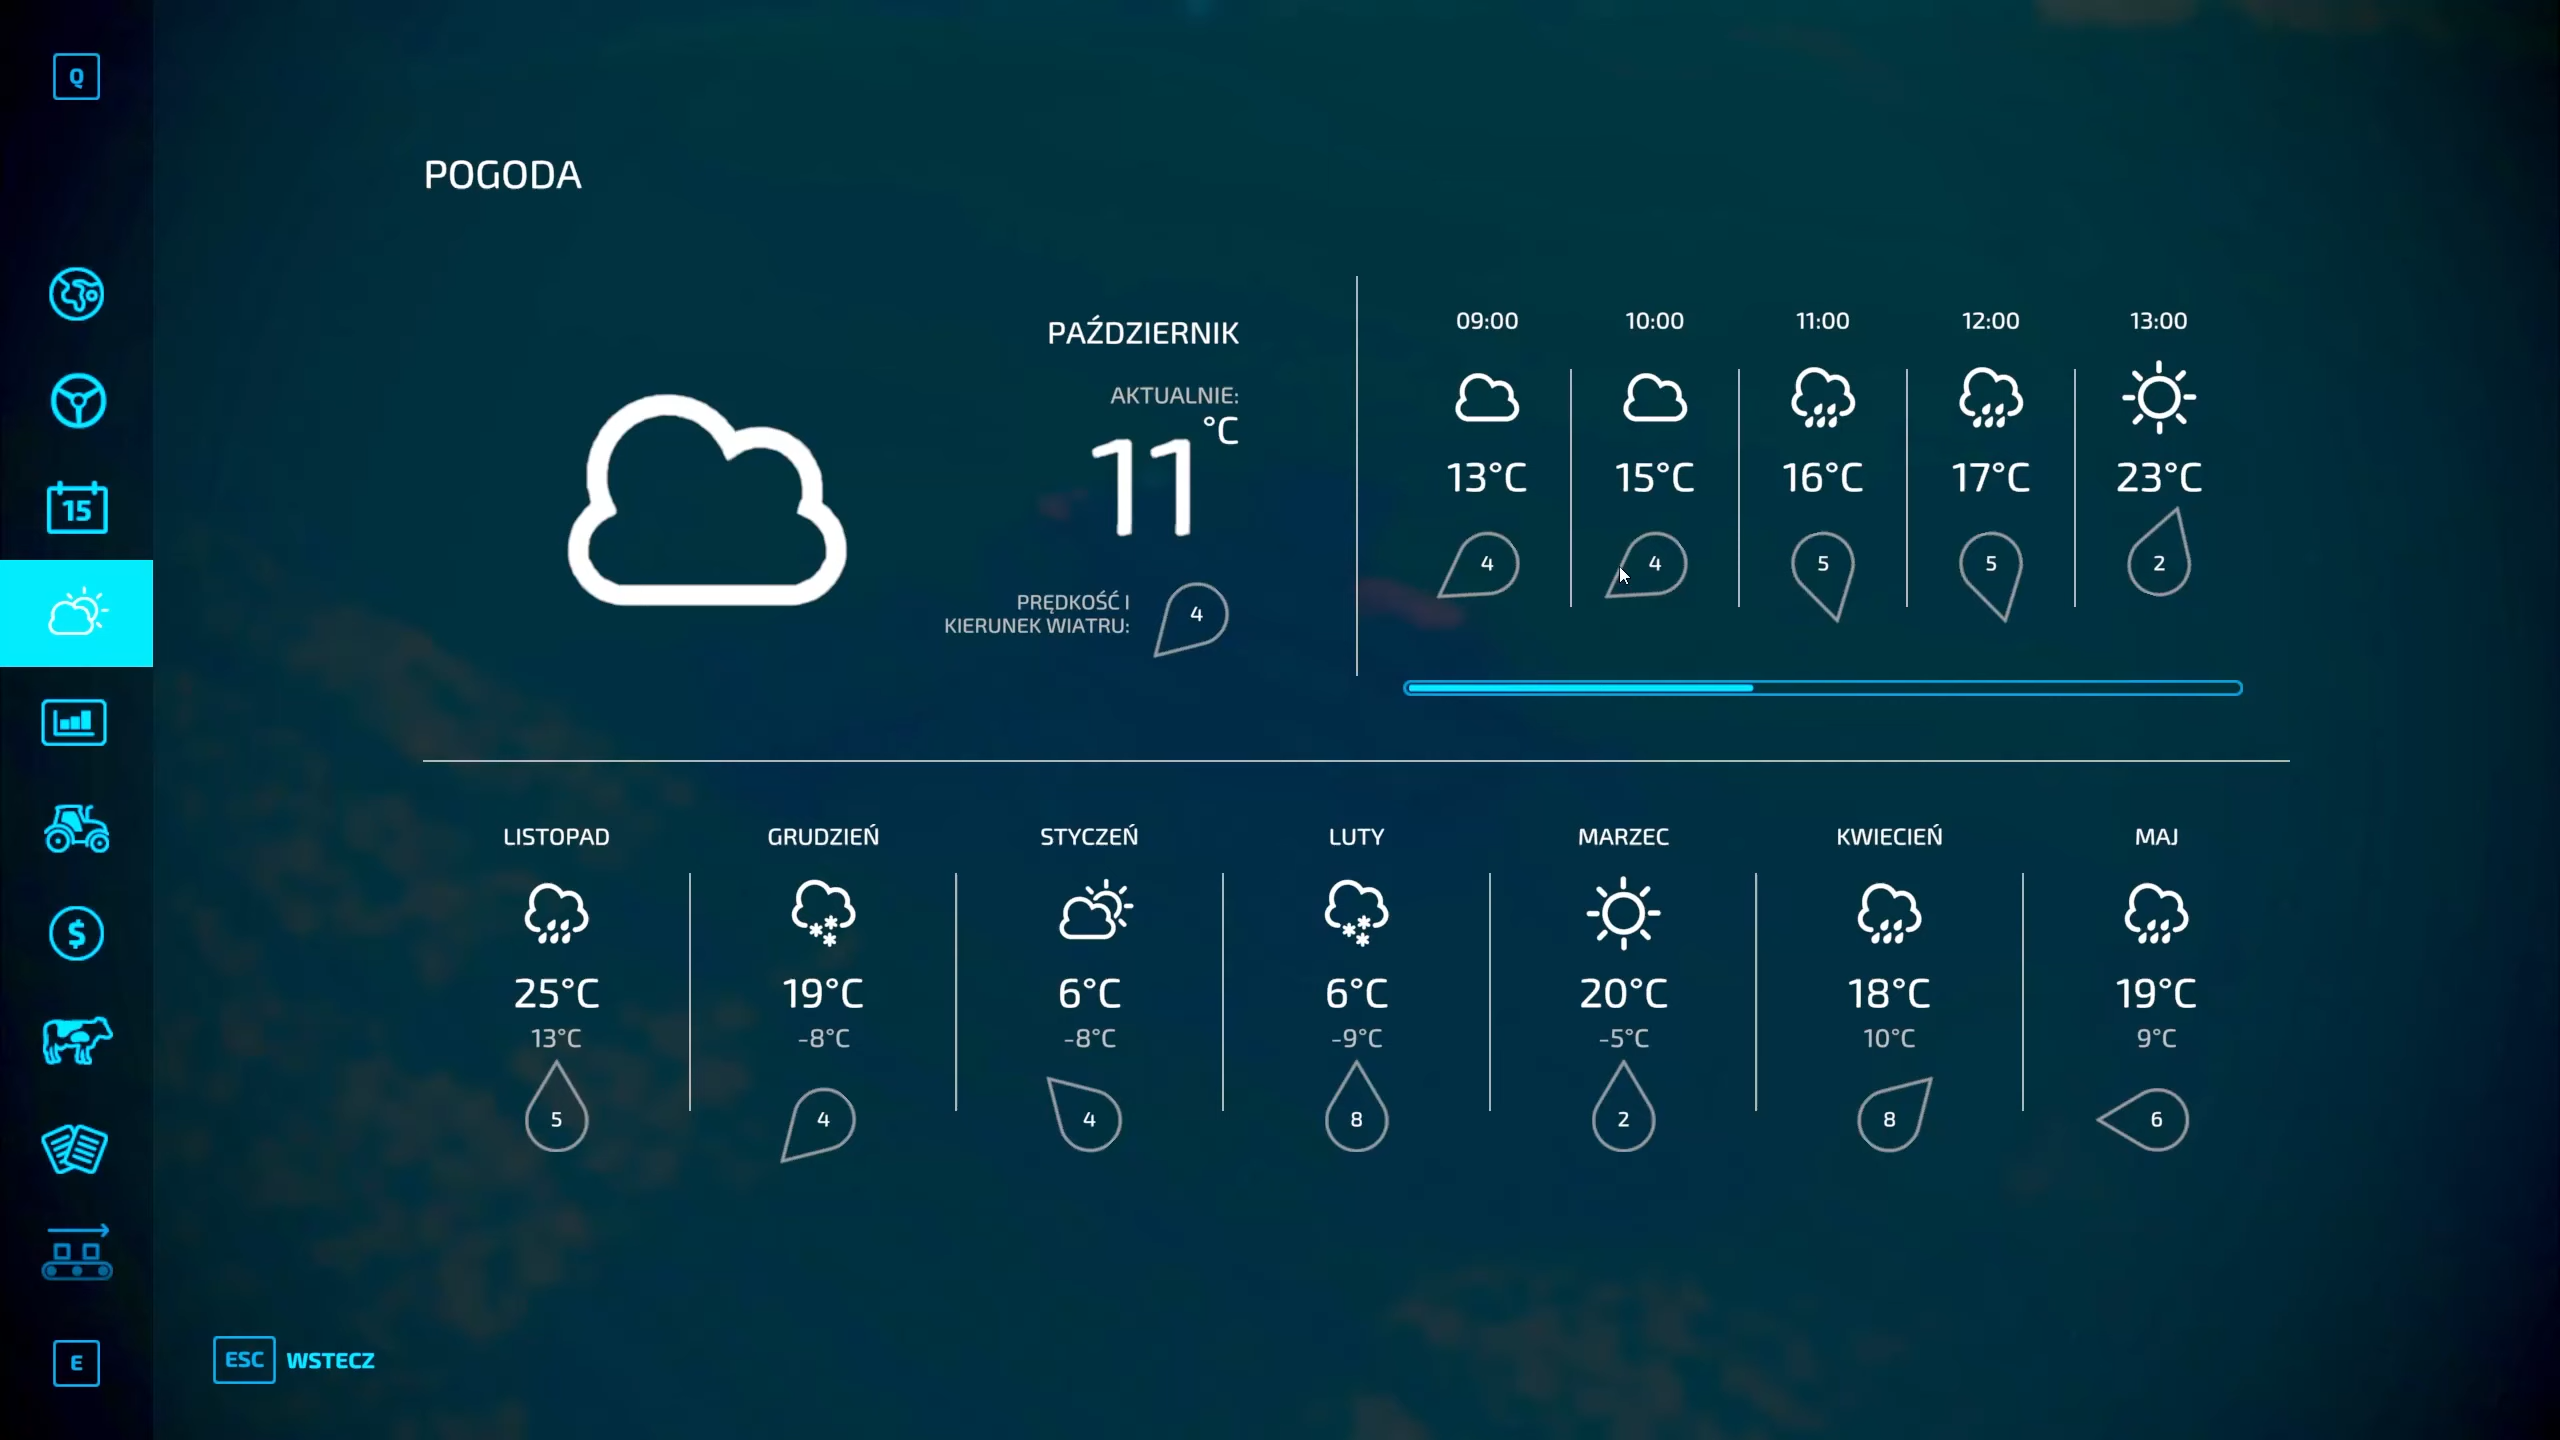 Q
POGODA
15
PAŹDZIERNIK
AKTUALNIE:
11 °C
PRĘDKOŚĆ I
KIERUNEK WIATRU:
4
09:00 10:00 11:00 12:00 13:00
13°C 15°C 16°C 17°C 23°C
4 4 5 5 2
LISTOPAD GRUDZIEŃ STYCZEŃ LUTY MARZEC KWIECIEŃ MAJ
25°C 19°C 6°C 6°C 20°C 18°C 19°C
13°C -8°C -8°C -9°C -5°C 10°C 9°C
5 4 4 8 2 8 6
$
E
ESC WSTECZ